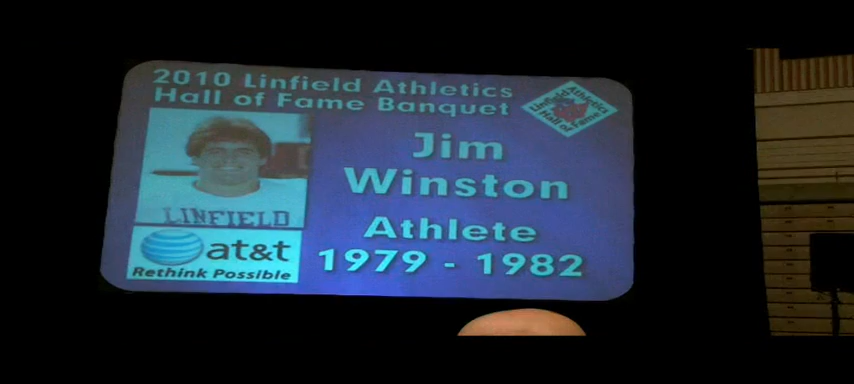 2010 Linfield Athletics
Hall of Fame Banquet
Linfield Athletics
Hall of Fame
Jim
Winston
LINFIELD
Athlete
1979 - 1982
at&t
Rethink Possible